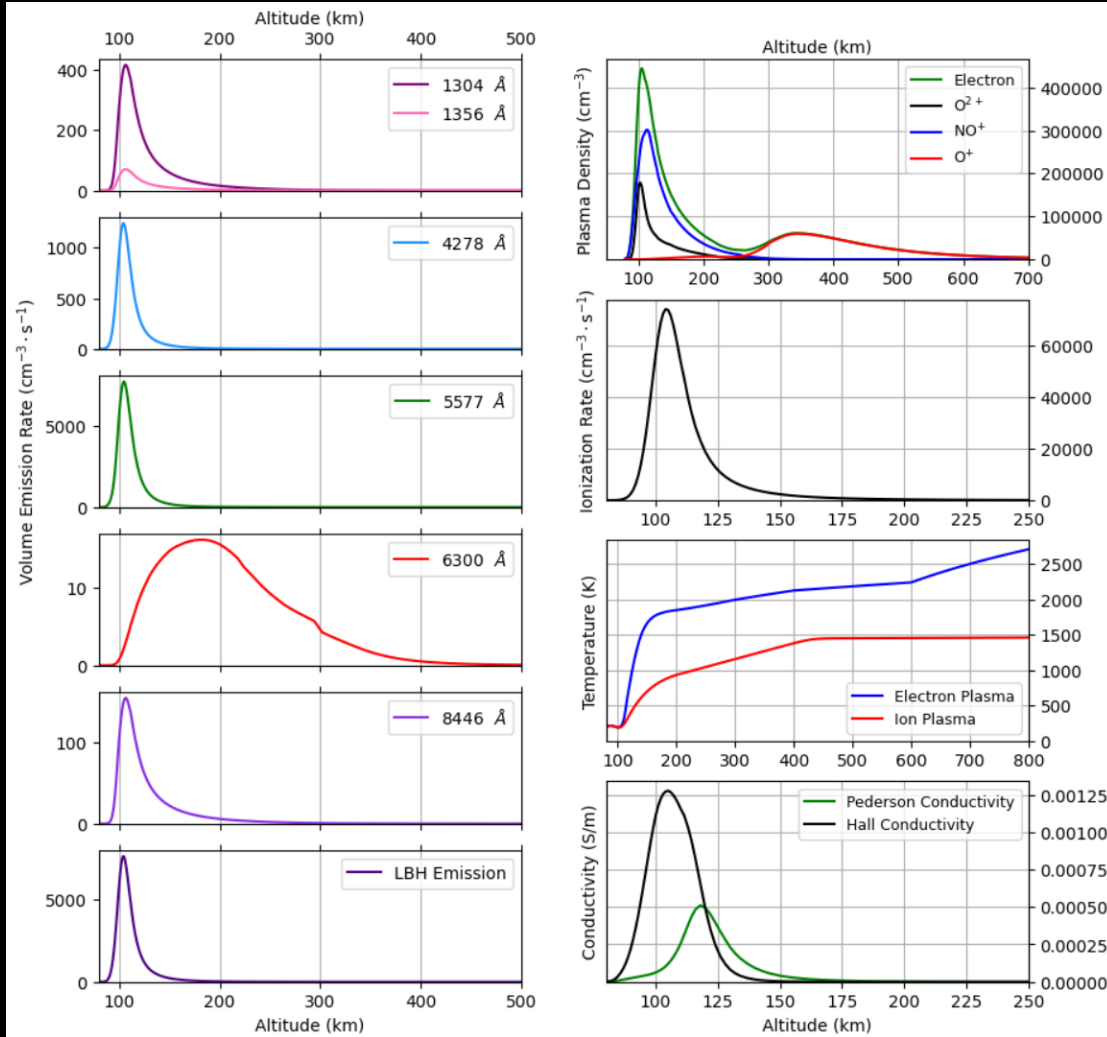 Altitude (km)
100 200 300 400 500
Volume Emission Rate (cm⁻³ · s⁻¹)
400
200
0
1304 Å
1356 Å
1000
500
0
4278 Å
5000
0
5577 Å
10
0
6300 Å
100
0
8446 Å
5000
0
LBH Emission
100 200 300 400 500
Altitude (km)
Altitude (km)
Plasma Density (cm⁻³)
Electron
O²⁺
NO⁺
O⁺
400000
300000
200000
100000
0
100 200 300 400 500 600 700
Ionization Rate (cm⁻³ · s⁻¹)
60000
40000
20000
0
100 125 150 175 200 225 250
Temperature (K)
2500
2000
1500
1000
500
0
Electron Plasma
Ion Plasma
100 200 300 400 500 600 700 800
Conductivity (S/m)
Pederson Conductivity
Hall Conductivity
0.00125
0.00100
0.00075
0.00050
0.00025
0.00000
100 125 150 175 200 225 250
Altitude (km)